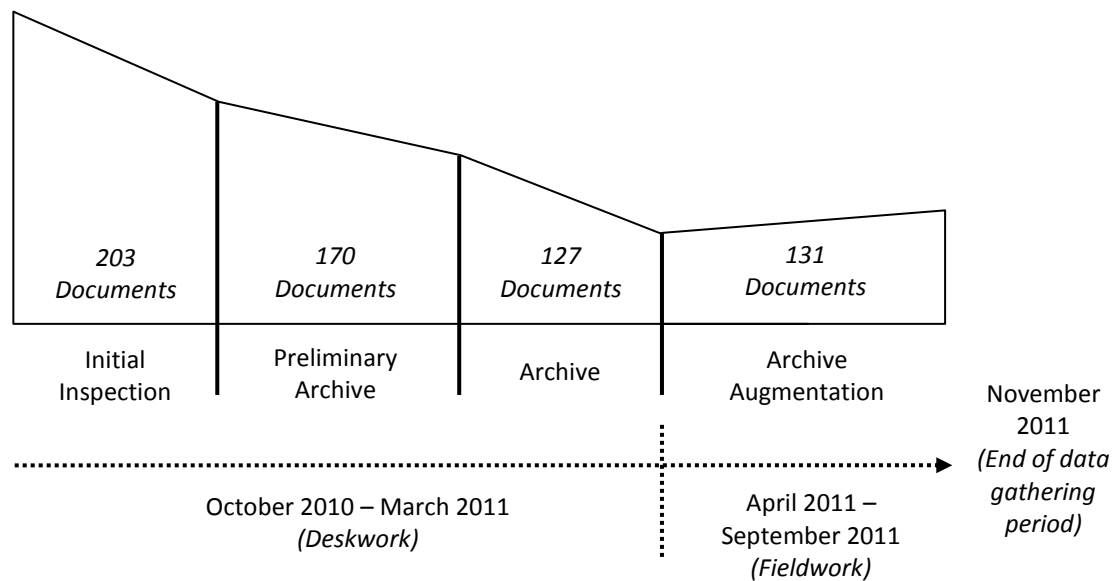 203
Documents
170
Documents
127
Documents
131
Documents
Initial
Inspection
Preliminary
Archive
Archive
Archive
Augmentation
November
2011
(End of data
gathering
period)
October 2010 – March 2011
(Deskwork)
April 2011 –
September 2011
(Fieldwork)